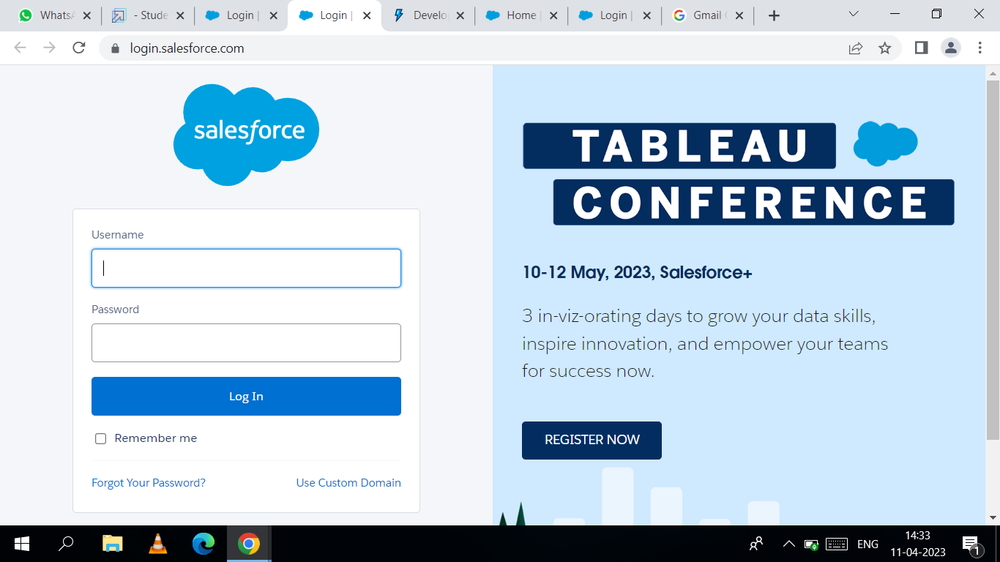 WhatsA
- Stude
Login |
Login |
Develo
Home |
Login |
Gmail
login.salesforce.com
salesforce
Username
Password
Log In
Remember me
Forgot Your Password?
Use Custom Domain
TABLEAU
CONFERENCE
10-12 May, 2023, Salesforce+
3 in-viz-orating days to grow your data skills,
inspire innovation, and empower your teams
for success now.
REGISTER NOW
ENG
14:33
11-04-2023
1